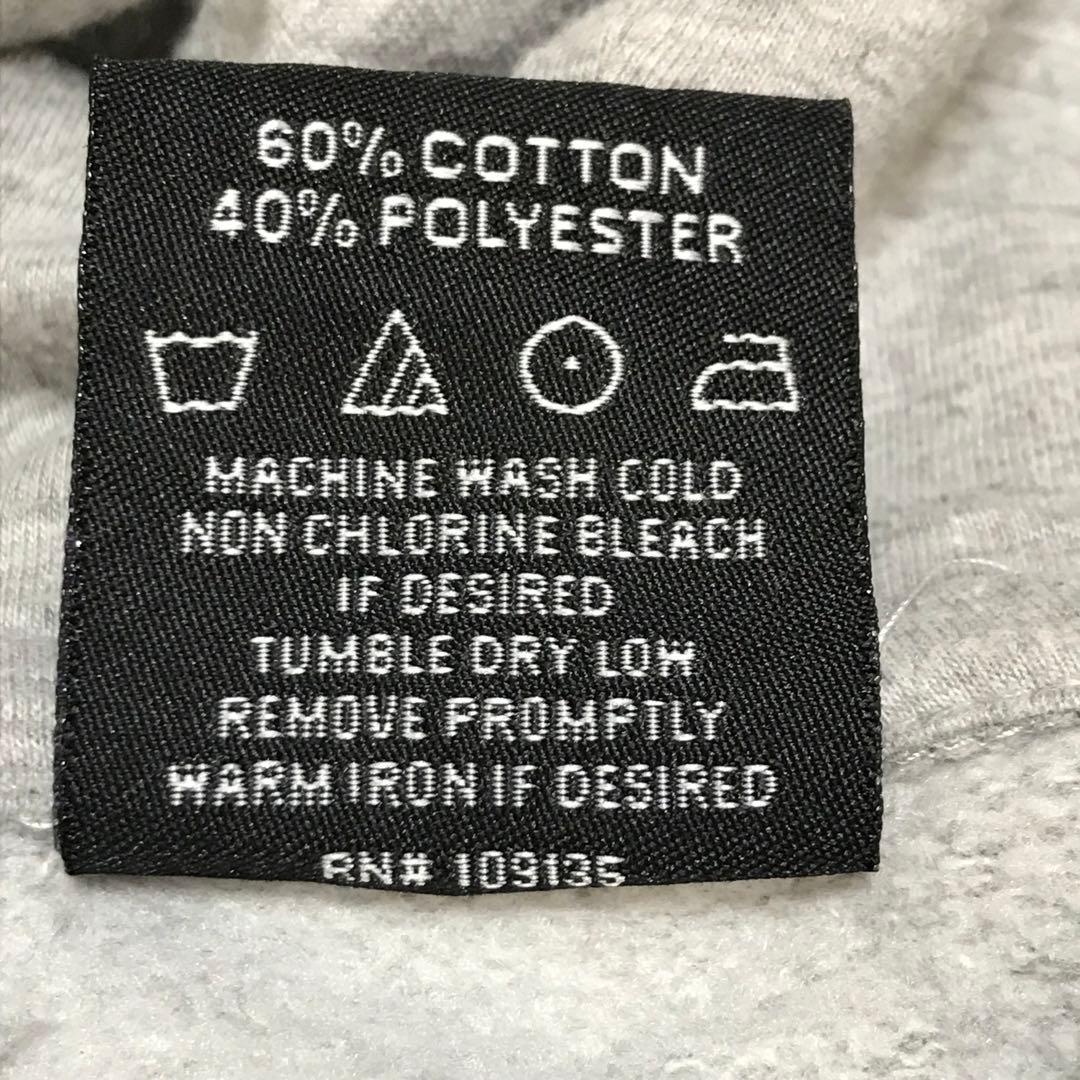 60% COTTON
40% POLYESTER
MACHINE WASH COLD
NON CHLORINE BLEACH
IF DESIRED
TUMBLE DRY LOW
REMOVE PROMPTLY
WARM IRON IF DESIRED
RN# 109135